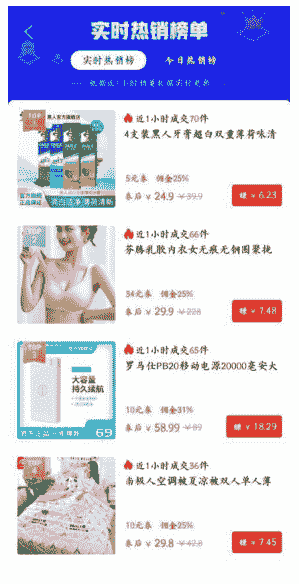 实时热销榜单
实时热销榜
今日热销榜
近1小时成交70件
4支装黑人牙膏超白双重薄荷味清
5元券 佣金25%
券后 ¥ 24.9 ¥39.9
赚 ¥ 6.23
近1小时成交66件
芬腾乳胶内衣女无痕无钢圈聚拢
54元券 佣金25%
券后 ¥ 29.9 ¥228
赚 ¥ 7.48
近1小时成交65件
罗马仕PB20移动电源20000毫安大
大容量
持久续航
69
10元券 佣金31%
券后 ¥ 58.99 ¥89
赚 ¥ 18.29
近1小时成交36件
南极人空调被夏凉被双人单人薄
10元券 佣金25%
券后 ¥ 29.8 ¥42.8
赚 ¥ 7.45